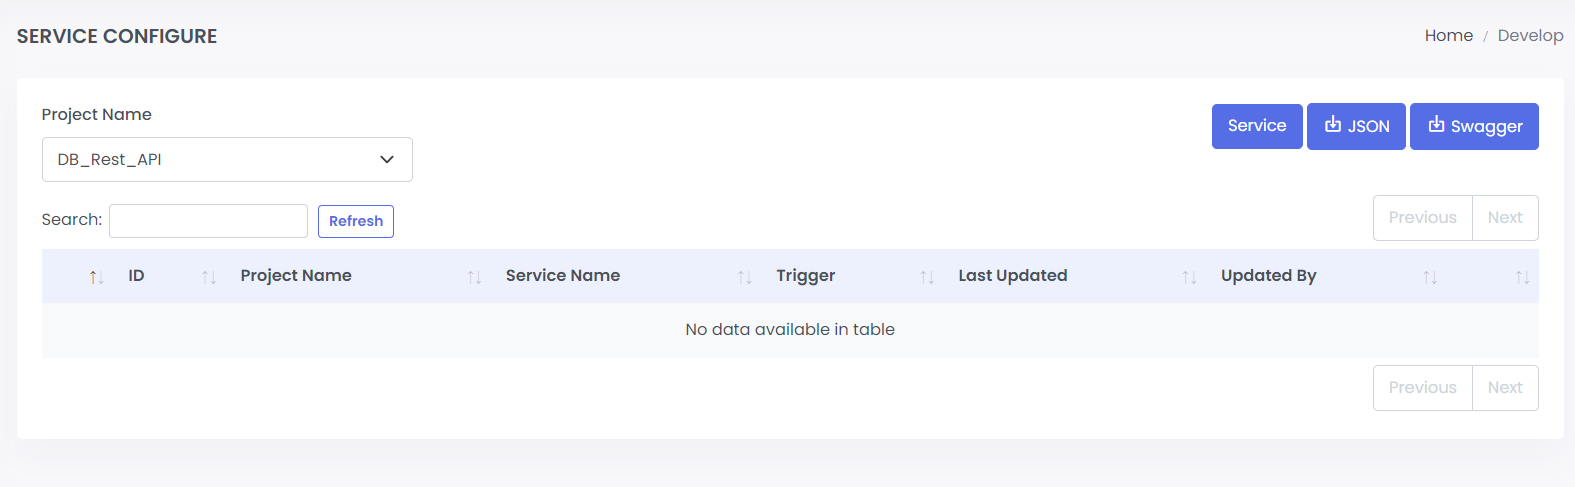 SERVICE CONFIGURE
Home / Develop
Project Name
Service JSON Swagger
DB_Rest_API
Search: Refresh
Previous Next
ID Project Name Service Name Trigger Last Updated Updated By
No data available in table
Previous Next